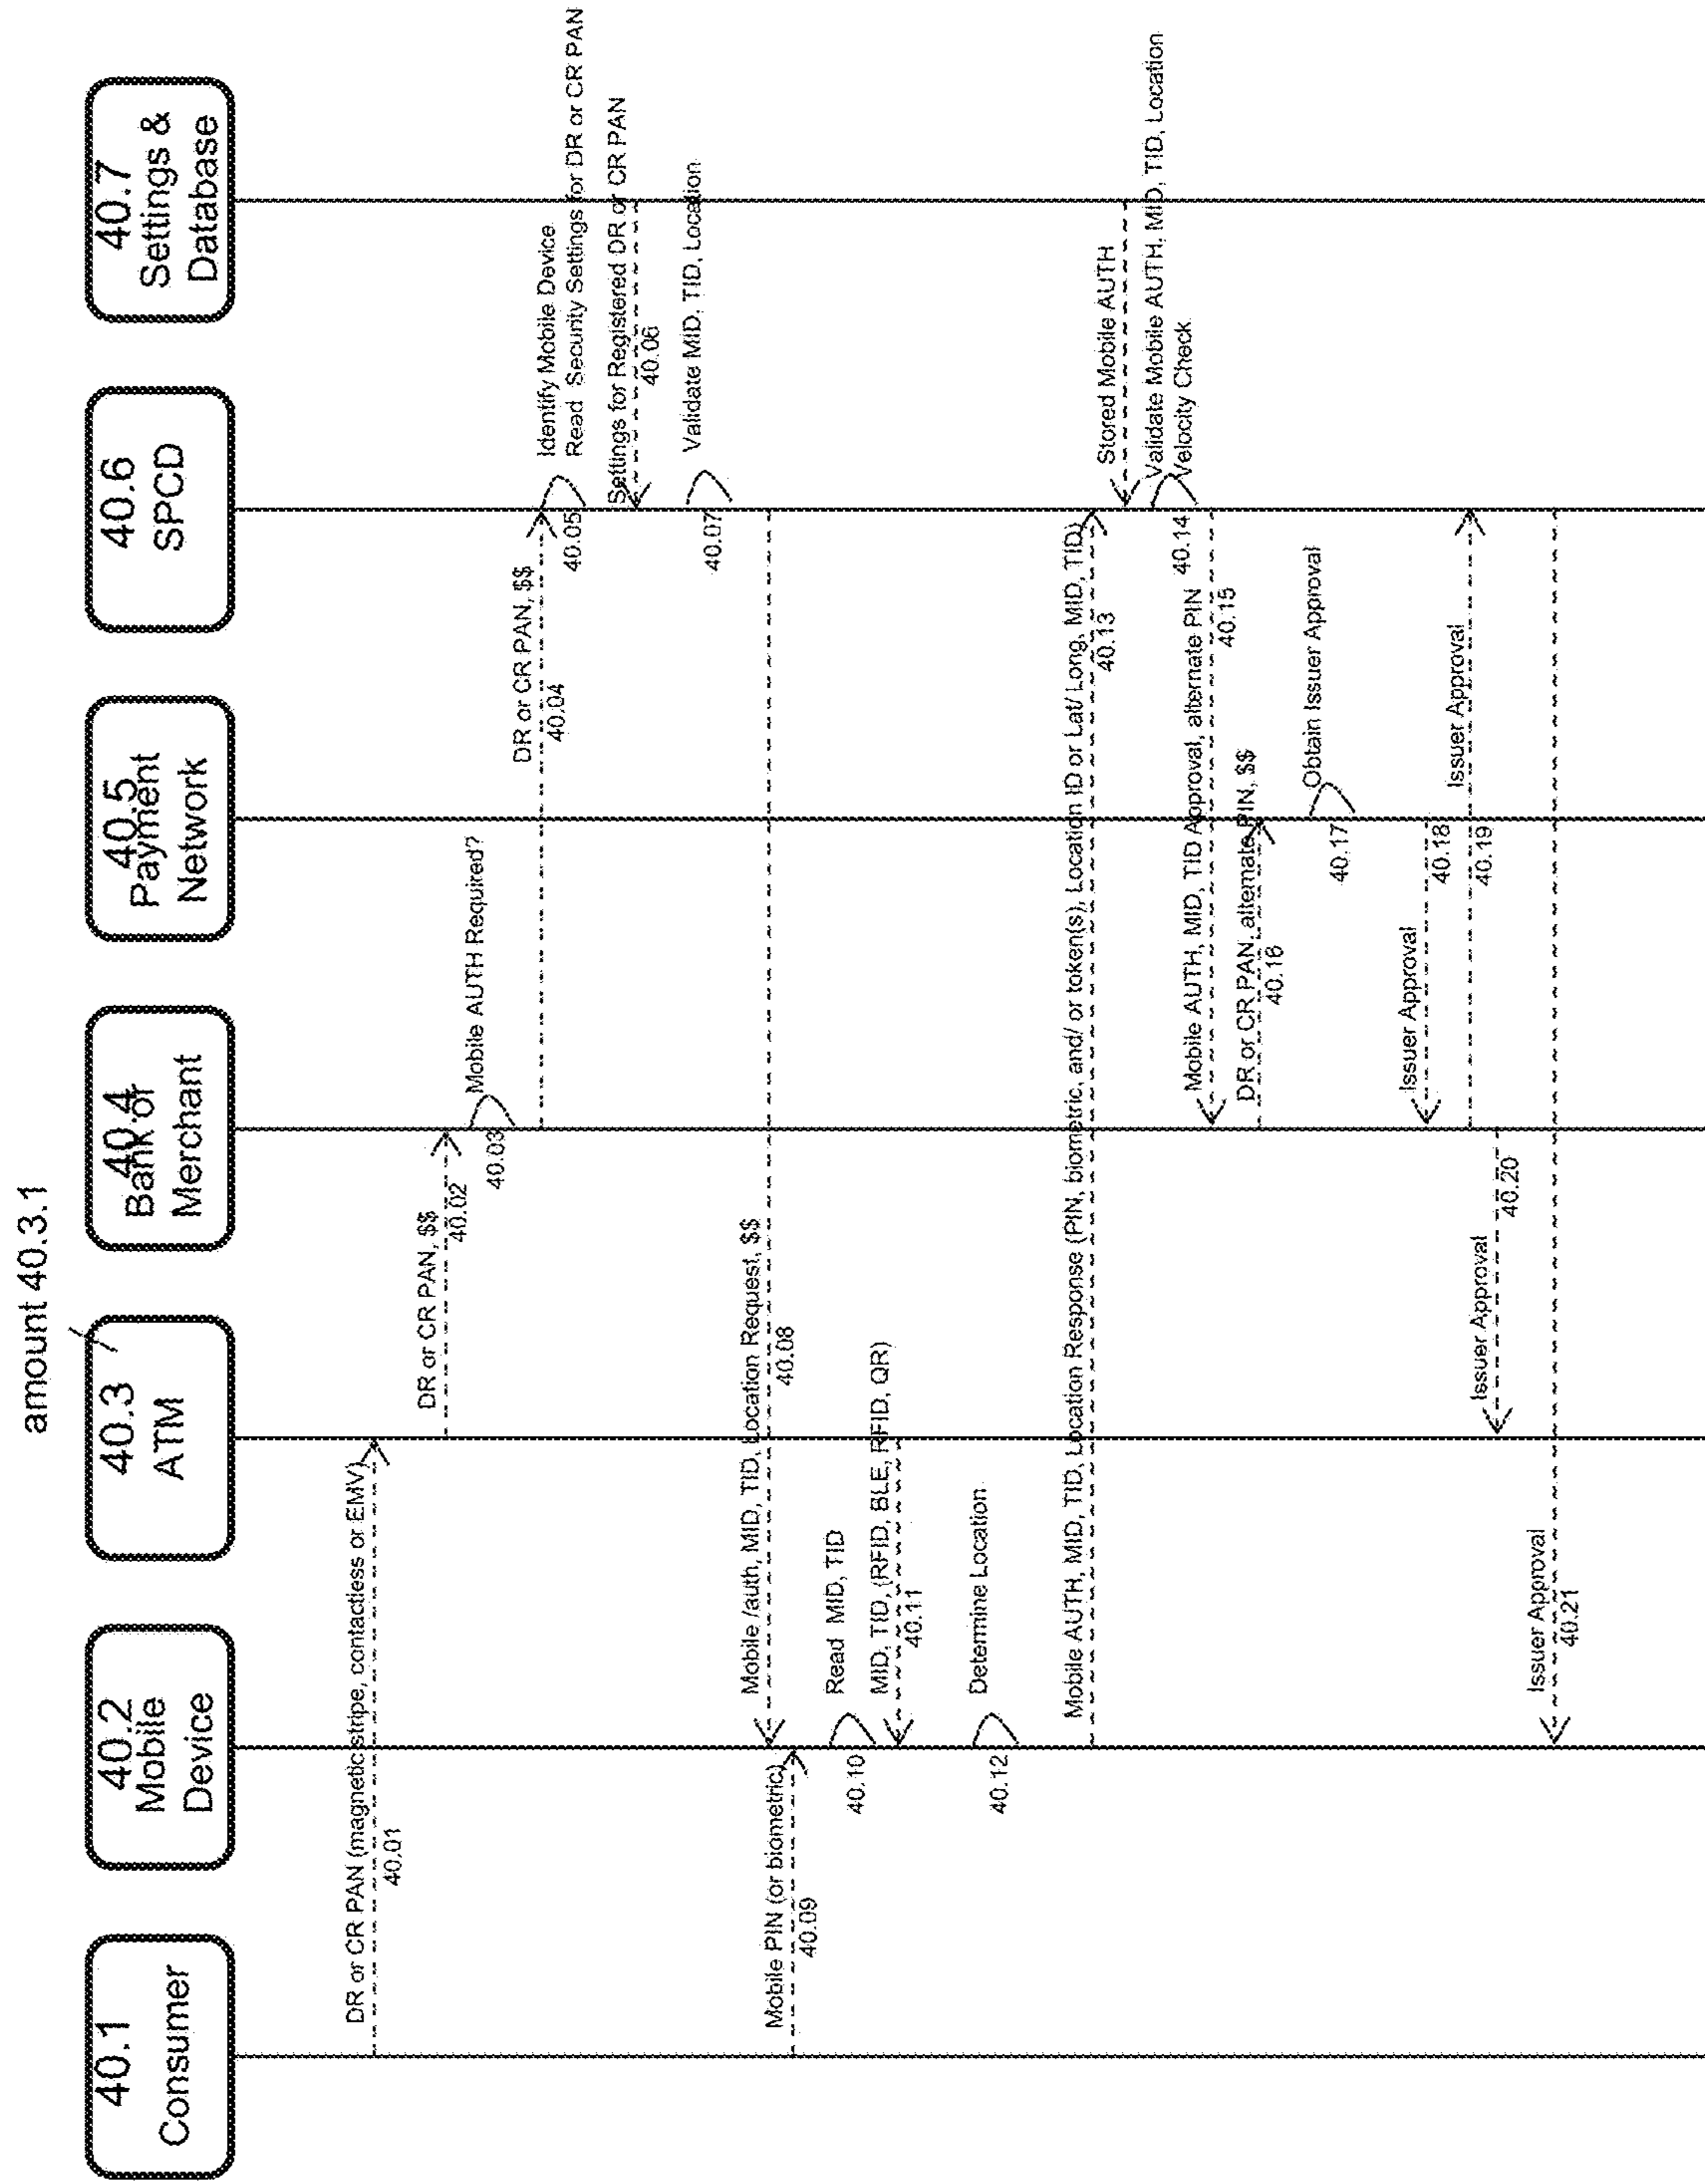 amount 40.3.1
40.1
Consumer
40.2
Mobile
Device
40.3
ATM
40.4
Bank or
Merchant
40.5
Payment
Network
40.6
SPCD
40.7
Settings &
Database
DR or CR PAN (magnetic stripe, contactless or EMV)
40.01
DR or CR PAN, $$
40.02
Mobile AUTH Required?
40.03
DR or CR PAN, $$
40.04
Identify Mobile Device
Read Security Settings for DR or CR PAN
40.05
Settings for Registered DR or CR PAN
40.06
Validate MID, TID, Location
40.07
Mobile /auth, MID, TID, Location Request, $$
40.08
Mobile PIN (or biometric)
40.09
Read MID, TID
40.10
MID, TID, (RFID, BLE, RFID, QR)
40.11
Determine Location
40.12
Mobile AUTH, MID, TID, Location Response (PIN, biometric, and/ or token(s), Location ID or Lat/ Long, MID, TID)
40.13
Stored Mobile AUTH
Validate Mobile AUTH, MID, TID, Location
Velocity Check
40.14
Mobile AUTH, MID, TID Approval, alternate PIN
40.15
DR or CR PAN, alternate PIN, $$
40.16
Obtain Issuer Approval
40.17
Issuer Approval
40.18
Issuer Approval
40.19
Issuer Approval
40.20
Issuer Approval
40.21